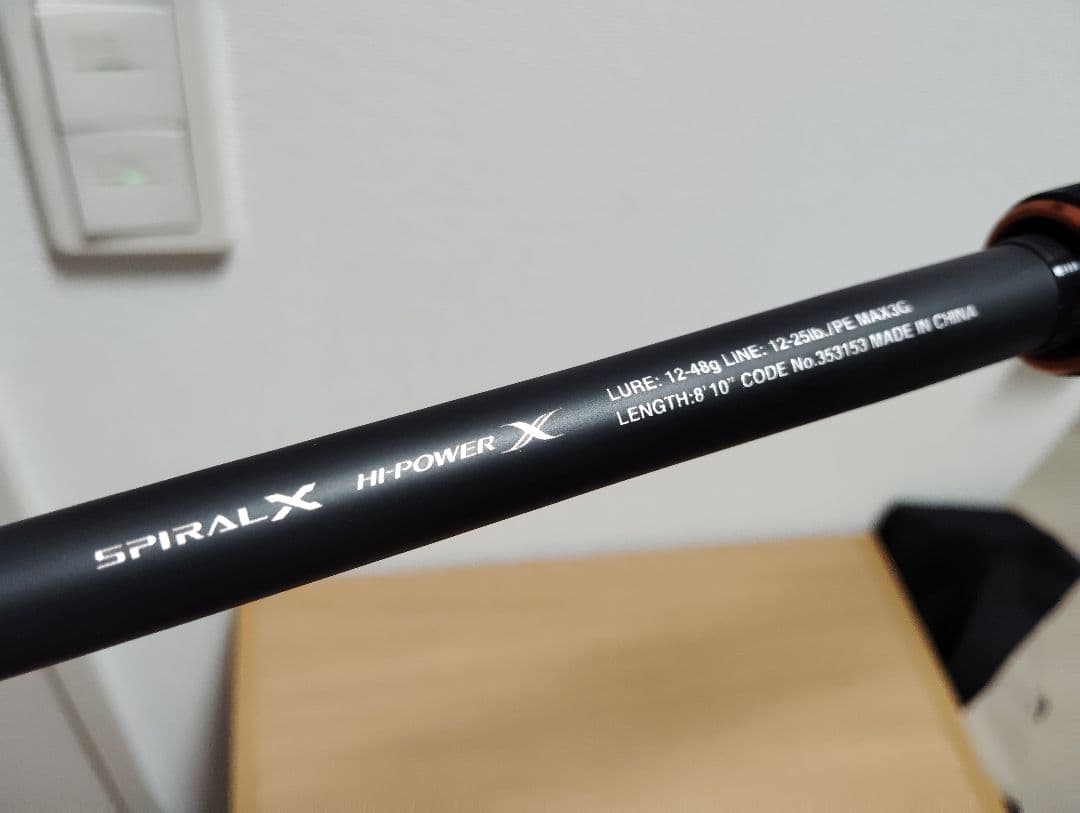 SPIRALX HI-POWER X
LURE: 12-48g LINE: 12-25lb./PE MAX3G
LENGTH:8'10" CODE No.353153 MADE IN CHINA